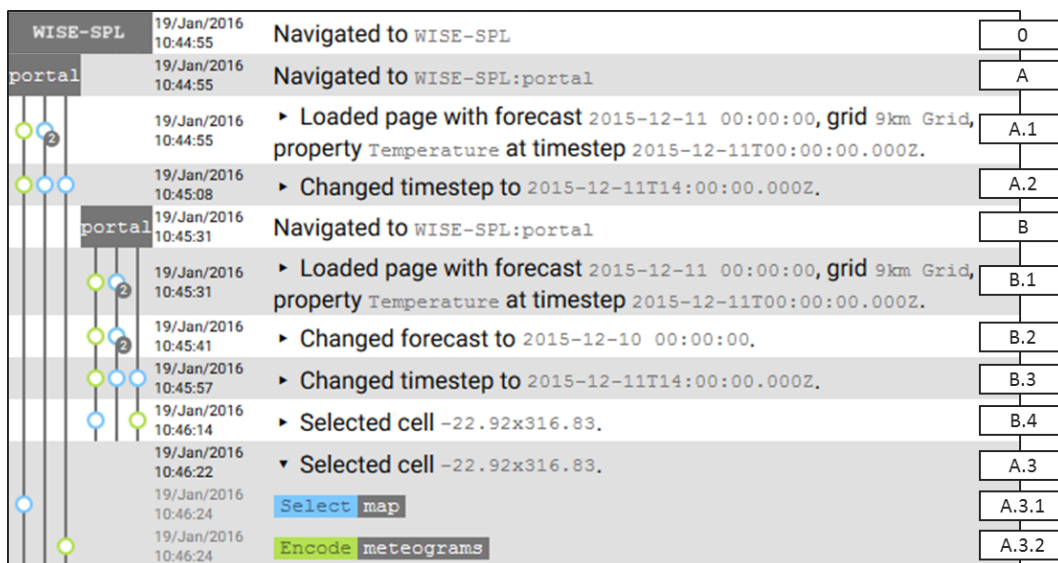 WISE-SPL 19/Jan/2016 10:44:55 Navigated to WISE-SPL 0
portal 19/Jan/2016 10:44:55 Navigated to WISE-SPL:portal A
2 19/Jan/2016 10:44:55 ▸ Loaded page with forecast 2015-12-11 00:00:00, grid 9km Grid,
property Temperature at timestep 2015-12-11T00:00:00.000Z. A.1
19/Jan/2016 10:45:08 ▸ Changed timestep to 2015-12-11T14:00:00.000Z. A.2
portal 19/Jan/2016 10:45:31 Navigated to WISE-SPL:portal B
2 19/Jan/2016 10:45:31 ▸ Loaded page with forecast 2015-12-11 00:00:00, grid 9km Grid,
property Temperature at timestep 2015-12-11T00:00:00.000Z. B.1
2 19/Jan/2016 10:45:41 ▸ Changed forecast to 2015-12-10 00:00:00. B.2
19/Jan/2016 10:45:57 ▸ Changed timestep to 2015-12-11T14:00:00.000Z. B.3
19/Jan/2016 10:46:14 ▸ Selected cell -22.92x316.83. B.4
19/Jan/2016 10:46:22 ▾ Selected cell -22.92x316.83. A.3
19/Jan/2016 10:46:24 Select map A.3.1
19/Jan/2016 10:46:24 Encode meteograms A.3.2